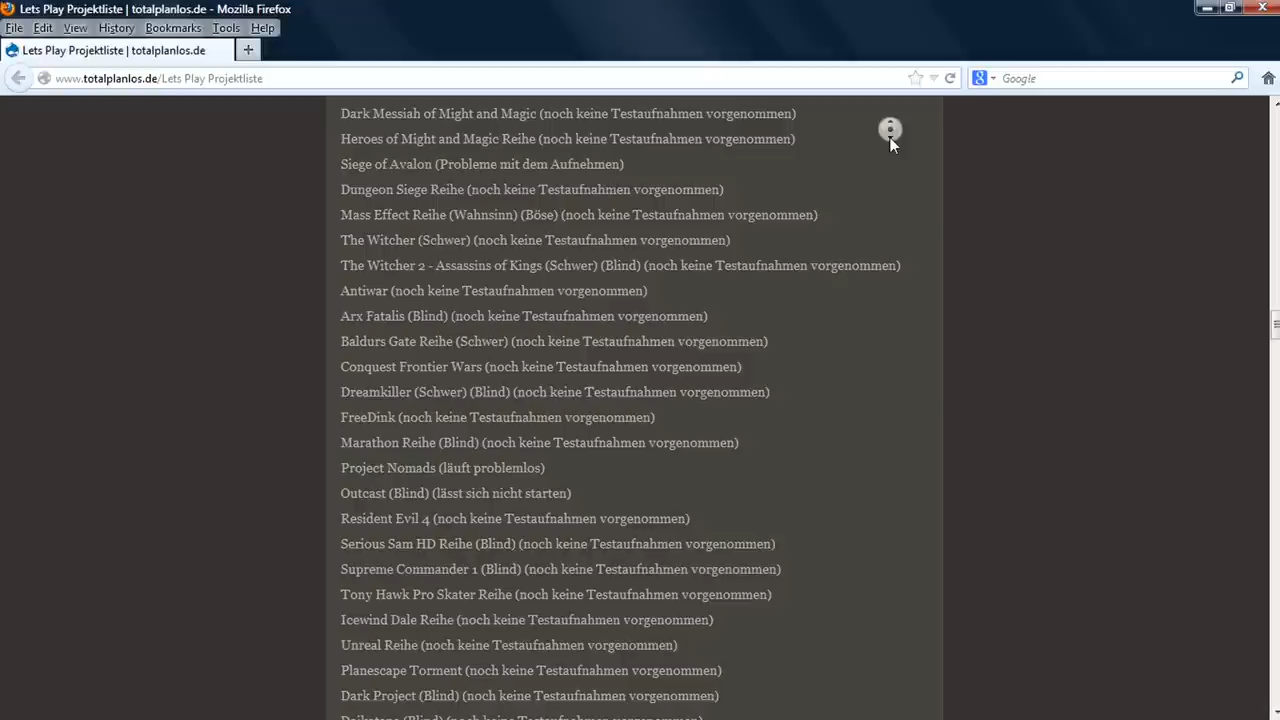 Lets Play Projektliste | totalplanlos.de - Mozilla Firefox
File Edit View History Bookmarks Tools Help
Lets Play Projektliste | totalplanlos.de
www.totalplanlos.de/Lets Play Projektliste
Google
Dark Messiah of Might and Magic (noch keine Testaufnahmen vorgenommen)
Heroes of Might and Magic Reihe (noch keine Testaufnahmen vorgenommen)
Siege of Avalon (Probleme mit dem Aufnehmen)
Dungeon Siege Reihe (noch keine Testaufnahmen vorgenommen)
Mass Effect Reihe (Wahnsinn) (Böse) (noch keine Testaufnahmen vorgenommen)
The Witcher (Schwer) (noch keine Testaufnahmen vorgenommen)
The Witcher 2 - Assassins of Kings (Schwer) (Blind) (noch keine Testaufnahmen vorgenommen)
Antiwar (noch keine Testaufnahmen vorgenommen)
Arx Fatalis (Blind) (noch keine Testaufnahmen vorgenommen)
Baldurs Gate Reihe (Schwer) (noch keine Testaufnahmen vorgenommen)
Conquest Frontier Wars (noch keine Testaufnahmen vorgenommen)
Dreamkiller (Schwer) (Blind) (noch keine Testaufnahmen vorgenommen)
FreeDink (noch keine Testaufnahmen vorgenommen)
Marathon Reihe (Blind) (noch keine Testaufnahmen vorgenommen)
Project Nomads (läuft problemlos)
Outcast (Blind) (lässt sich nicht starten)
Resident Evil 4 (noch keine Testaufnahmen vorgenommen)
Serious Sam HD Reihe (Blind) (noch keine Testaufnahmen vorgenommen)
Supreme Commander 1 (Blind) (noch keine Testaufnahmen vorgenommen)
Tony Hawk Pro Skater Reihe (noch keine Testaufnahmen vorgenommen)
Icewind Dale Reihe (noch keine Testaufnahmen vorgenommen)
Unreal Reihe (noch keine Testaufnahmen vorgenommen)
Planescape Torment (noch keine Testaufnahmen vorgenommen)
Dark Project (Blind) (noch keine Testaufnahmen vorgenommen)